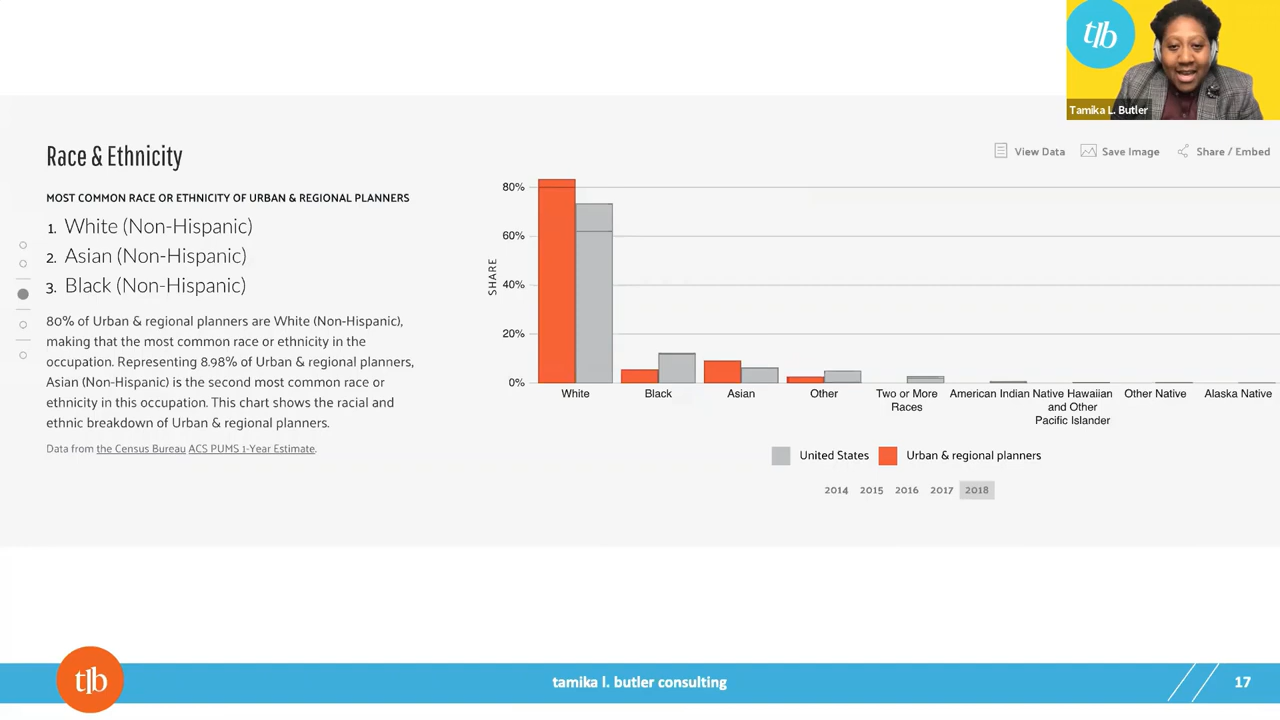 tlb
Tamika L. Butler
Race & Ethnicity
View Data
Save Image
Share / Embed
MOST COMMON RACE OR ETHNICITY OF URBAN & REGIONAL PLANNERS
1. White (Non-Hispanic)
2. Asian (Non-Hispanic)
3. Black (Non-Hispanic)
80% of Urban & regional planners are White (Non-Hispanic),
making that the most common race or ethnicity in the
occupation. Representing 8.98% of Urban & regional planners,
Asian (Non-Hispanic) is the second most common race or
ethnicity in this occupation. This chart shows the racial and
ethnic breakdown of Urban & regional planners.
Data from the Census Bureau ACS PUMS 1-Year Estimate.
SHARE
80%
60%
40%
20%
0%
White
Black
Asian
Other
Two or More
Races
American Indian
Native Hawaiian
and Other
Pacific Islander
Other Native
Alaska Native
United States
Urban & regional planners
2014 2015 2016 2017 2018
tlb
tamika l. butler consulting
17